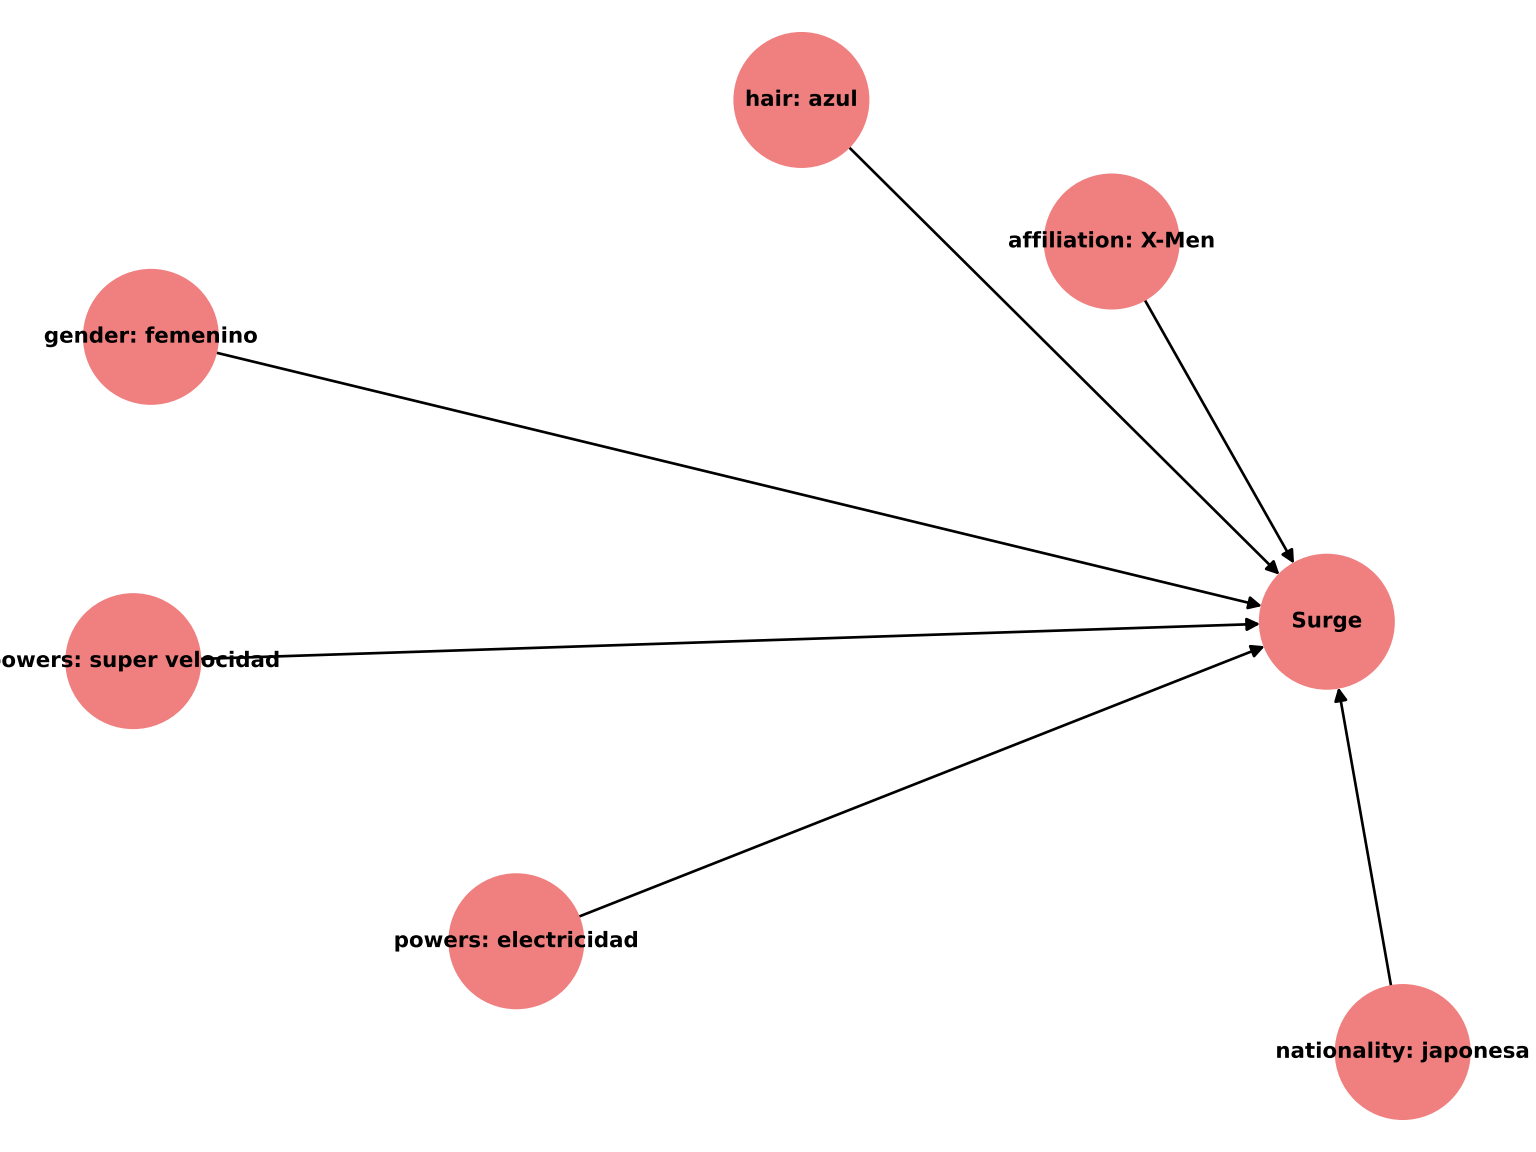 hair: azul
affiliation: X-Men
gender: femenino
Surge
owers: super velocidad
powers: electricidad
nationality: japonesa